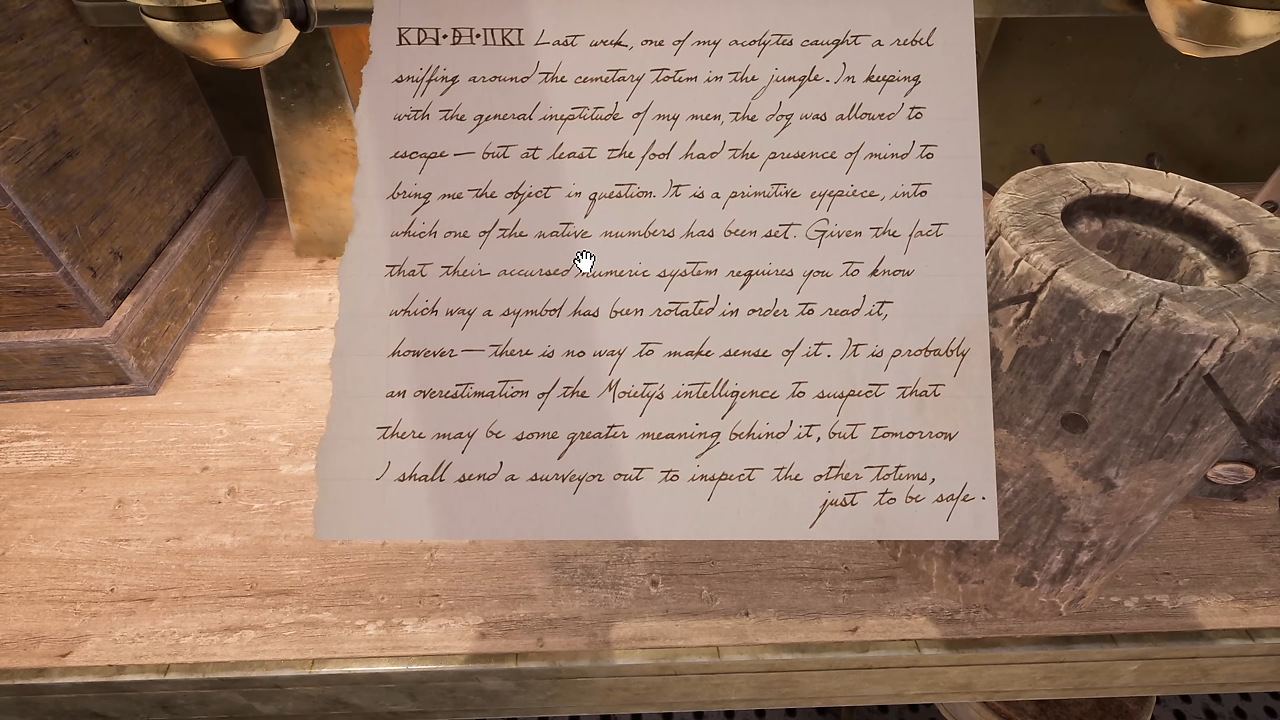 Last week, one of my acolytes caught a rebel
sniffing around the cemetary totem in the jungle. In keeping
with the general ineptitude of my men, the dog was allowed to
escape — but at least the fool had the presence of mind to
bring me the object in question. It is a primitive eyepiece, into
which one of the native numbers has been set. Given the fact
that their accursed numeric system requires you to know
which way a symbol has been rotated in order to read it,
however — there is no way to make sense of it. It is probably
an overestimation of the Moiety's intelligence to suspect that
there may be some greater meaning behind it, but tomorrow
I shall send a surveyor out to inspect the other totems,
just to be safe.